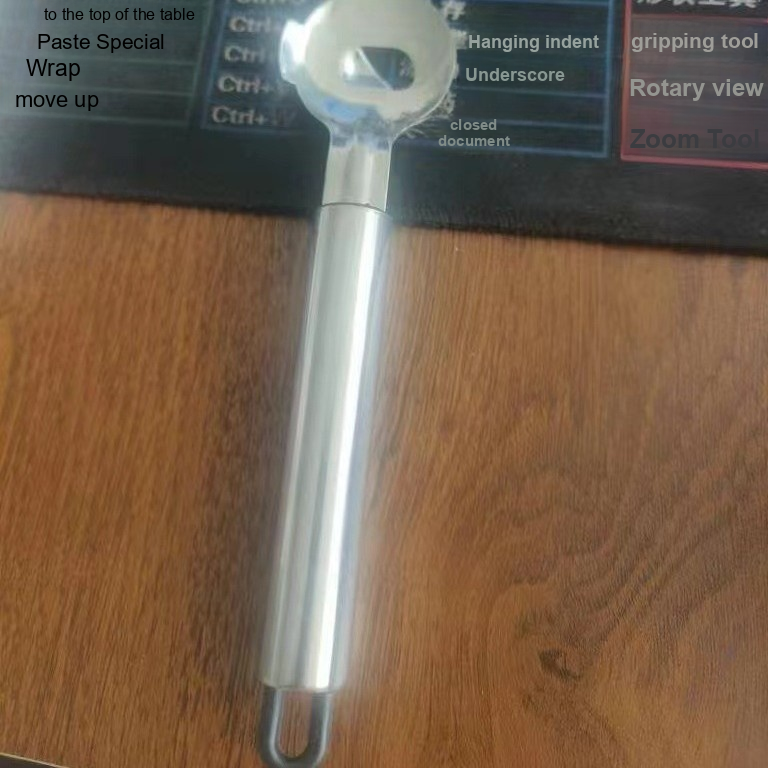 to the top of the table
Paste Special
Wrap
move up
Ctrl+
Ctrl+
Ctrl+
Ctrl+
存
Hanging indent
Underscore
closed
document
gripping tool
Rotary view
Zoom Tool